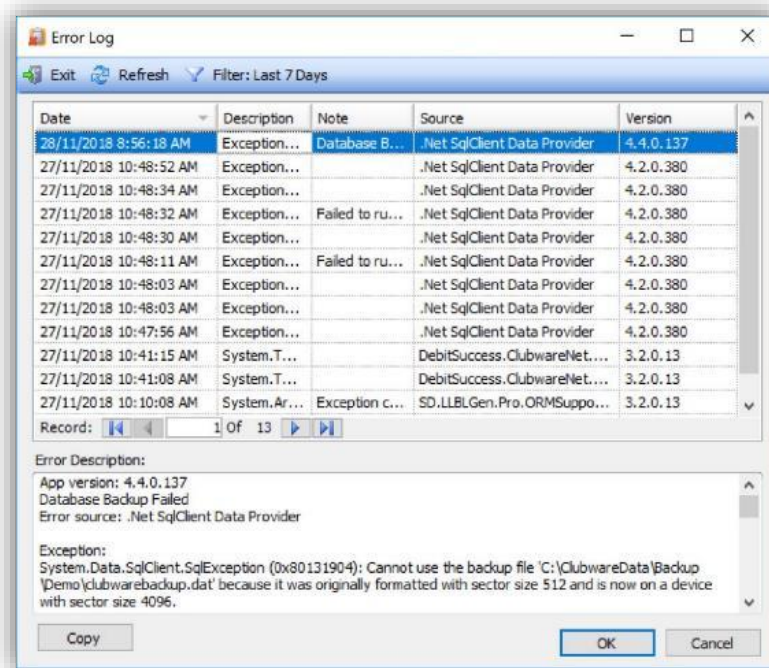 Error Log
Exit Refresh Filter: Last 7 Days
Date Description Note Source Version
28/11/2018 8:56:18 AM Exception... Database B... .Net SqlClient Data Provider 4.4.0.137
27/11/2018 10:48:52 AM Exception... .Net SqlClient Data Provider 4.2.0.380
27/11/2018 10:48:34 AM Exception... .Net SqlClient Data Provider 4.2.0.380
27/11/2018 10:48:32 AM Exception... Failed to ru... .Net SqlClient Data Provider 4.2.0.380
27/11/2018 10:48:30 AM Exception... .Net SqlClient Data Provider 4.2.0.380
27/11/2018 10:48:11 AM Exception... Failed to ru... .Net SqlClient Data Provider 4.2.0.380
27/11/2018 10:48:03 AM Exception... .Net SqlClient Data Provider 4.2.0.380
27/11/2018 10:48:03 AM Exception... .Net SqlClient Data Provider 4.2.0.380
27/11/2018 10:47:56 AM Exception... .Net SqlClient Data Provider 4.2.0.380
27/11/2018 10:41:15 AM System.T... DebitSuccess.ClubwareNet.... 3.2.0.13
27/11/2018 10:41:08 AM System.T... DebitSuccess.ClubwareNet.... 3.2.0.13
27/11/2018 10:10:08 AM System.Ar... Exception c... SD.LLBLGen.Pro.ORMSuppo... 3.2.0.13
Record: 1 Of 13
Error Description:
App version: 4.4.0.137
Database Backup Failed
Error source: .Net SqlClient Data Provider
Exception:
System.Data.SqlClient.SqlException (0x80131904): Cannot use the backup file 'C:\ClubwareData\Backup
\Demo\clubwarebackup.dat' because it was originally formatted with sector size 512 and is now on a device
with sector size 4096.
Copy OK Cancel